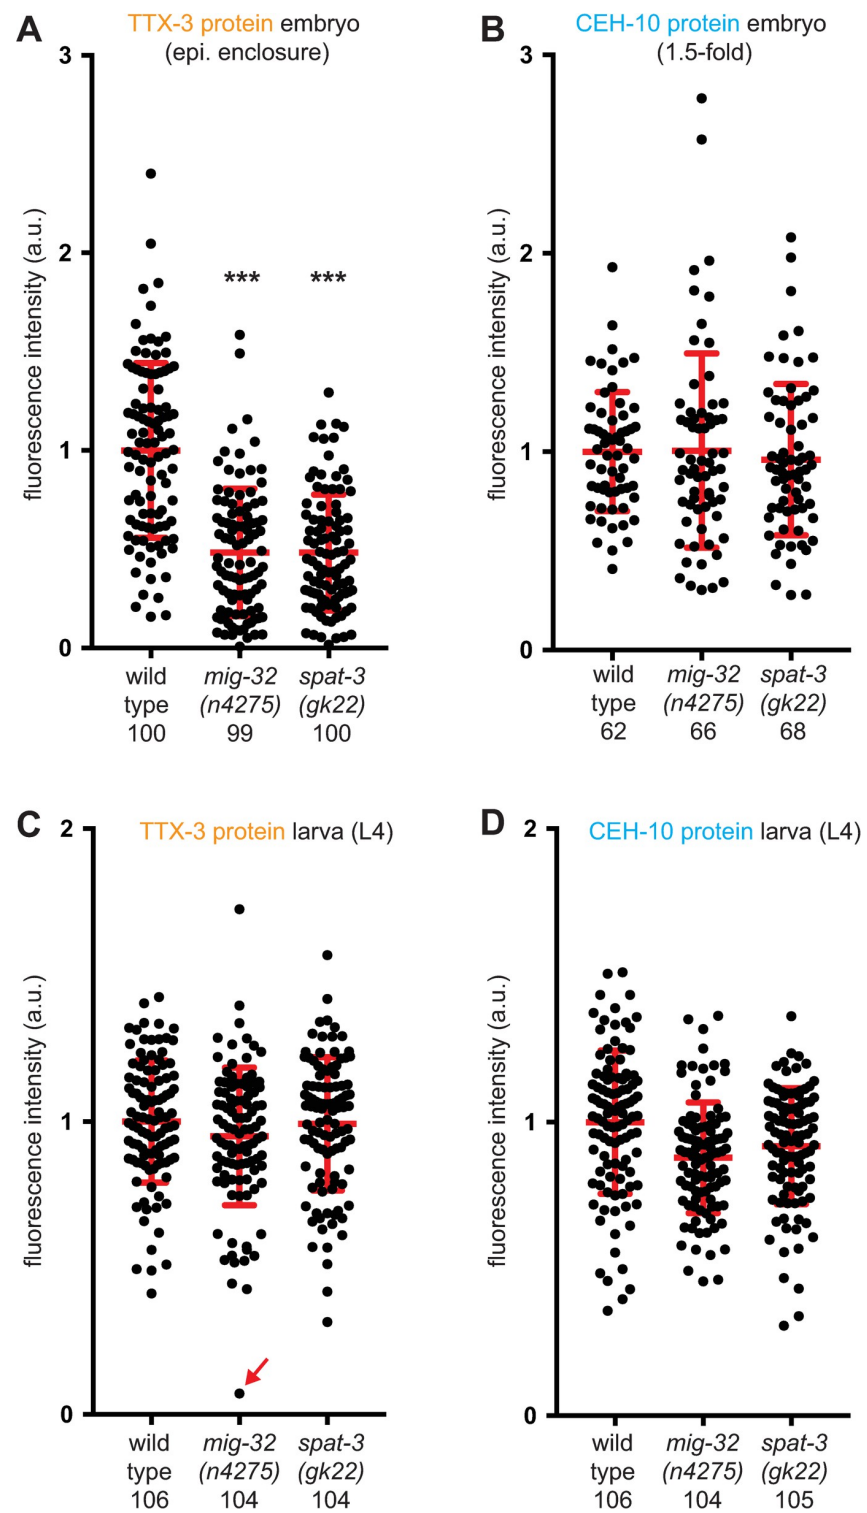 A
TTX-3 protein embryo
(epi. enclosure)
3
2
1
0
fluorescence intensity (a.u.)
***
***
wild
type
100
mig-32
(n4275)
99
spat-3
(gk22)
100
B
CEH-10 protein embryo
(1.5-fold)
3
2
1
0
fluorescence intensity (a.u.)
wild
type
62
mig-32
(n4275)
66
spat-3
(gk22)
68
C
TTX-3 protein larva (L4)
2
1
0
fluorescence intensity (a.u.)
wild
type
106
mig-32
(n4275)
104
spat-3
(gk22)
104
D
CEH-10 protein larva (L4)
2
1
0
fluorescence intensity (a.u.)
wild
type
106
mig-32
(n4275)
104
spat-3
(gk22)
105